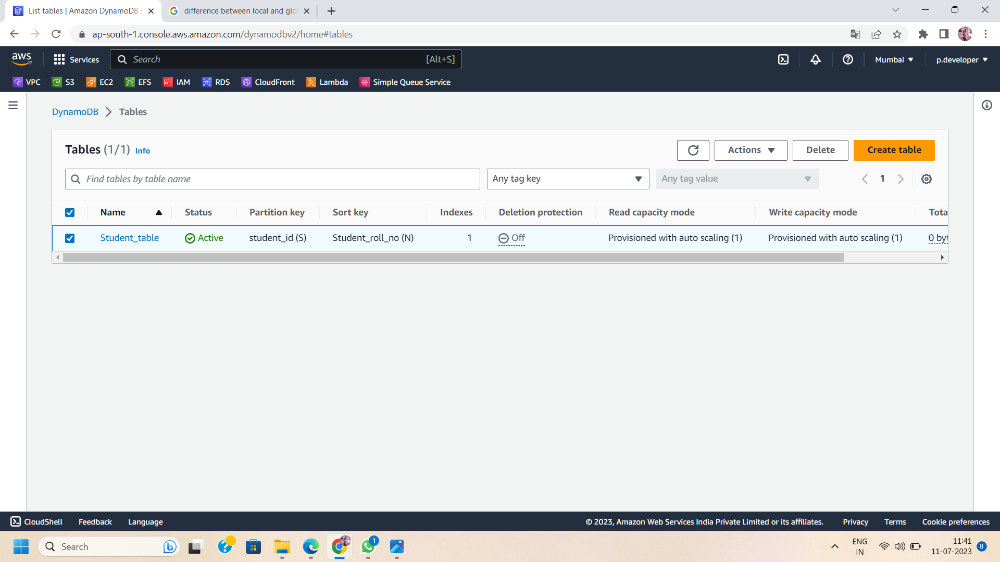 List tables | Amazon DynamoDB
difference between local and glo
ap-south-1.console.aws.amazon.com/dynamodbv2/home#tables
aws
Services
Search
[Alt+S]
Mumbai
p.developer
VPC
S3
EC2
EFS
IAM
RDS
CloudFront
Lambda
Simple Queue Service
DynamoDB
Tables
Tables (1/1) Info
Actions
Delete
Create table
Find tables by table name
Any tag key
Any tag value
1
Name
Status
Partition key
Sort key
Indexes
Deletion protection
Read capacity mode
Write capacity mode
Tota
Student_table
Active
student_id (S)
Student_roll_no (N)
1
Off
Provisioned with auto scaling (1)
Provisioned with auto scaling (1)
0 byt
CloudShell
Feedback
Language
© 2023, Amazon Web Services India Private Limited or its affiliates.
Privacy
Terms
Cookie preferences
Search
1
ENG
IN
11:41
11-07-2023
8